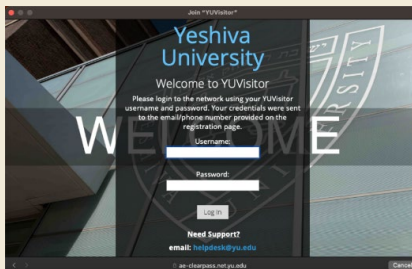 Join "YUVisitor"
Yeshiva
University
WELCOME
Welcome to YUVisitor
Please login to the network using your YUVisitor
username and password. Your credentials were sent
to the email/phone number provided on the
registration page.
Username:
Password:
Log In
Need Support?
email: helpdesk@yu.edu
ae-clearpass.net.yu.edu
Cancel